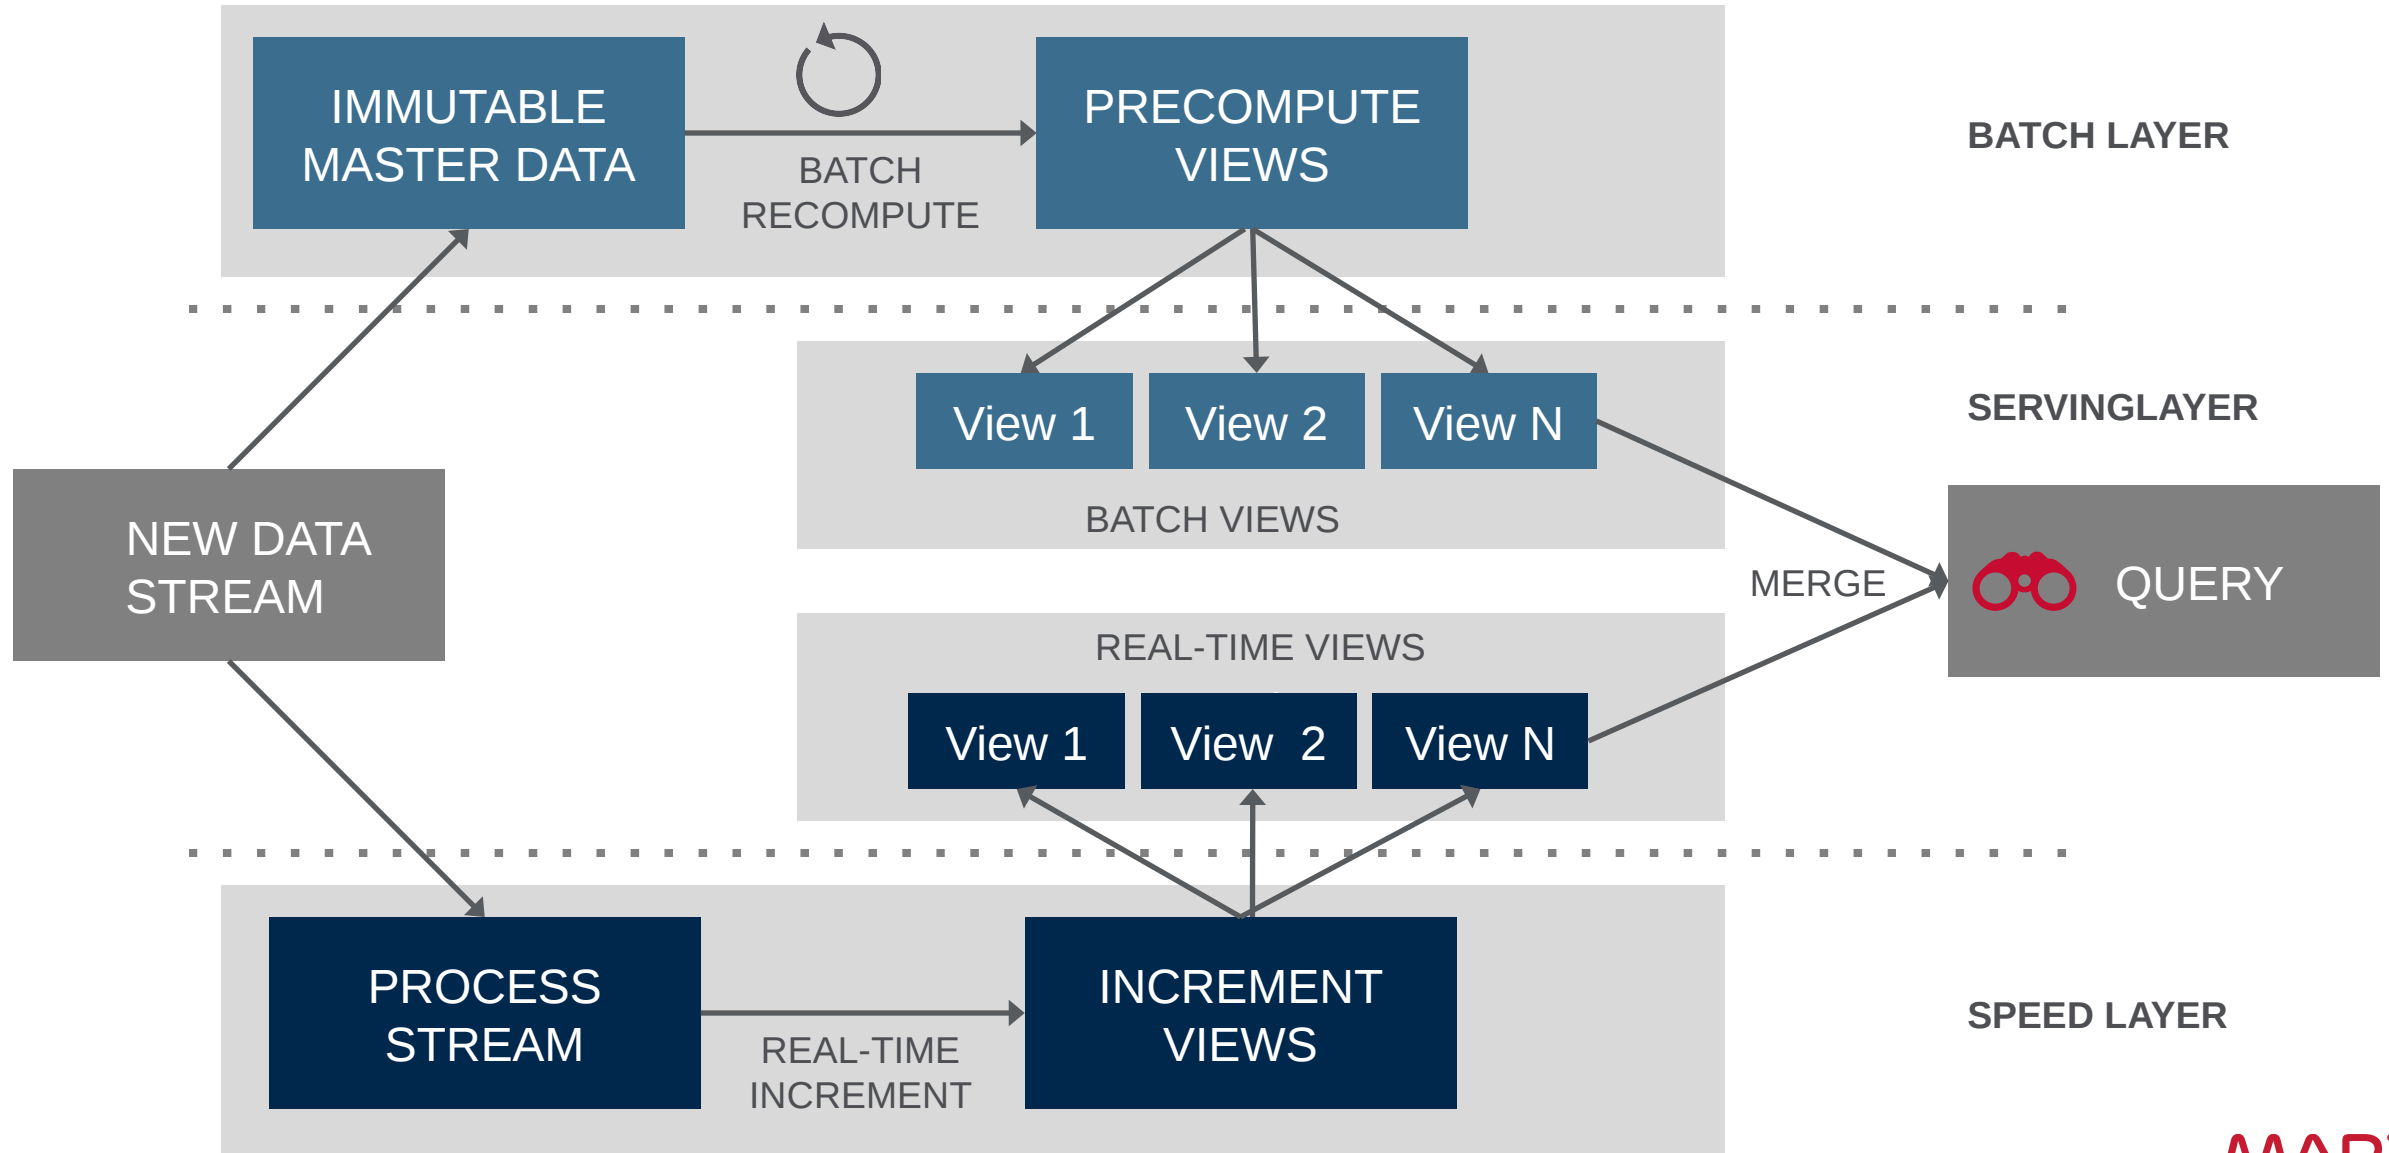 IMMUTABLE
MASTER DATA
BATCH
RECOMPUTE
PRECOMPUTE
VIEWS
BATCH LAYER
View 1
View 2
View N
BATCH VIEWS
SERVINGLAYER
NEW DATA
STREAM
MERGE
QUERY
REAL-TIME VIEWS
View 1
View  2
View N
PROCESS
STREAM
REAL-TIME
INCREMENT
INCREMENT
VIEWS
SPEED LAYER